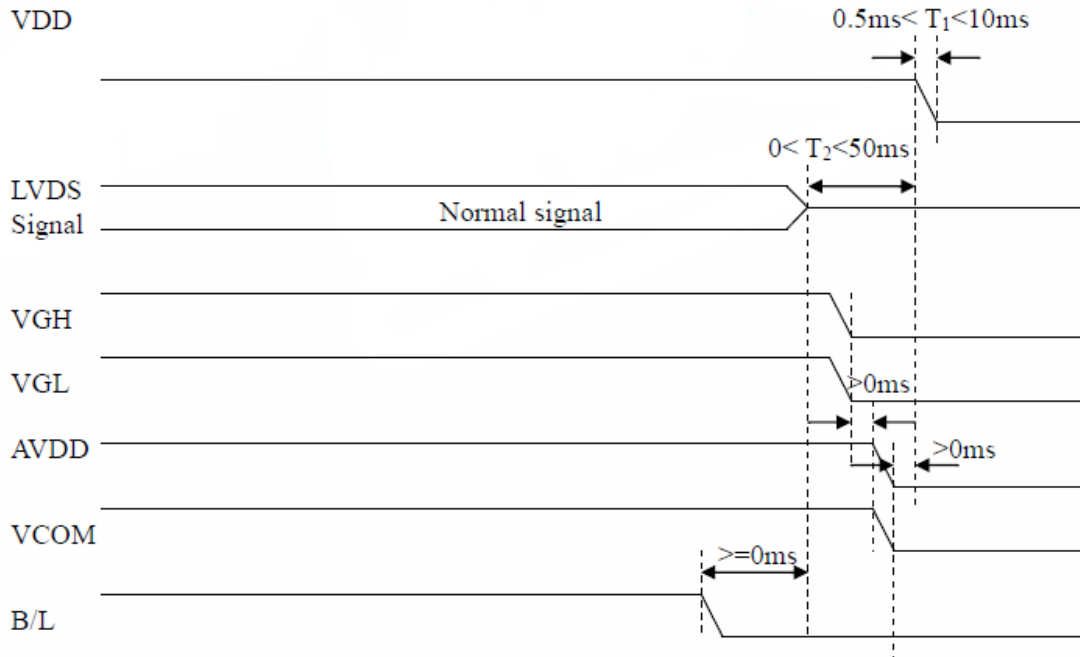 VDD
0.5ms< T₁<10ms
0< T₂<50ms
LVDS
Signal
Normal signal
VGH
VGL
>0ms
AVDD
>0ms
VCOM
>=0ms
B/L